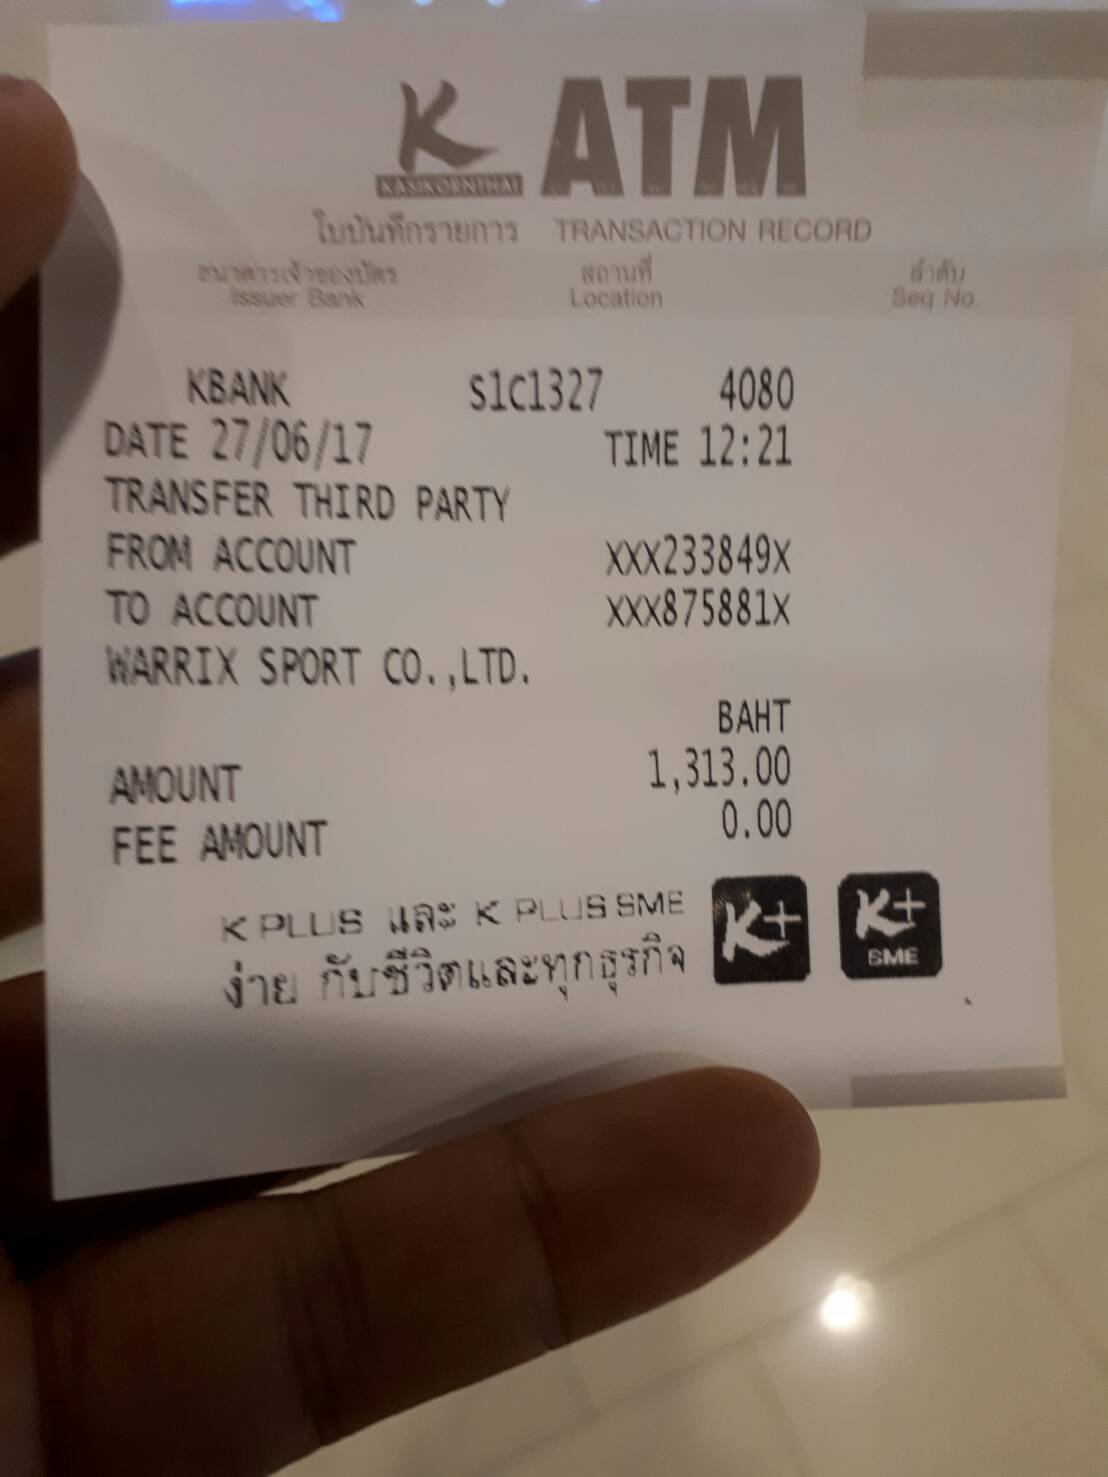 K ATM
KASIKORNTHAI
ใบบันทึกรายการ TRANSACTION RECORD
ธนาคารเจ้าของบัตร สถานที่ ลำดับ
Issuer Bank Location Seq No.
KBANK S1C1327 4080
DATE 27/06/17 TIME 12:21
TRANSFER THIRD PARTY
FROM ACCOUNT XXX233849X
TO ACCOUNT XXX875881X
WARRIX SPORT CO.,LTD.
BAHT
AMOUNT 1,313.00
FEE AMOUNT 0.00
K PLUS และ K PLUS SME
ง่าย กับชีวิตและทุกธุรกิจ
K+
K+
SME